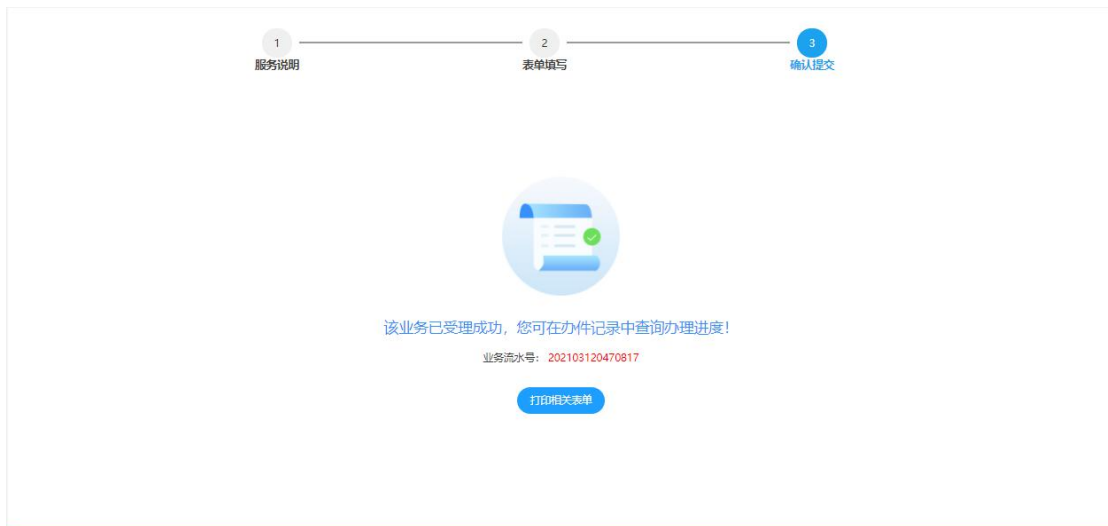 1
2
3
服务说明
表单填写
确认提交
该业务已受理成功，您可在办件记录中查询办理进度！
业务流水号： 202103120470817
打印相关表单